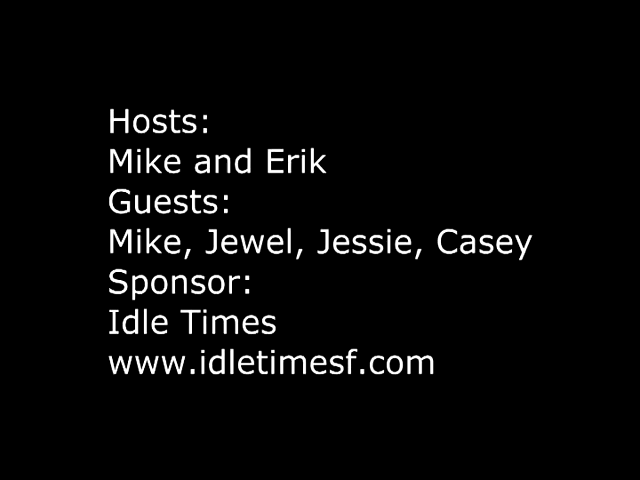 Hosts:
Mike and Erik
Guests:
Mike, Jewel, Jessie, Casey
Sponsor:
Idle Times
www.idletimesf.com